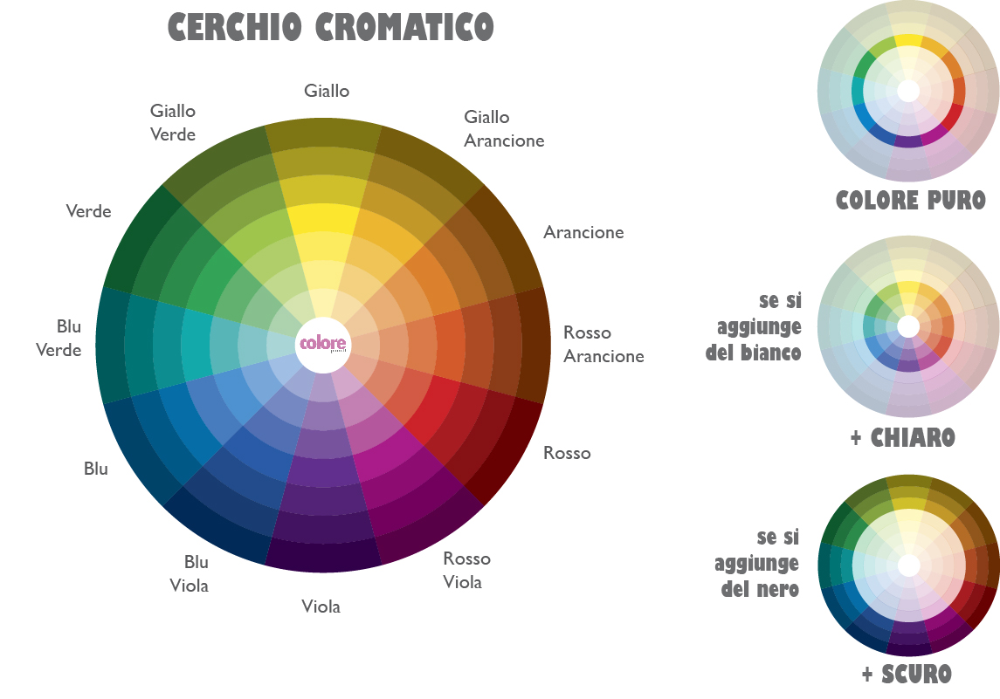 CERCHIO CROMATICO
Giallo
Giallo
Arancione
Arancione
Rosso
Arancione
Rosso
Rosso
Viola
Viola
Blu
Viola
Blu
Blu
Verde
Verde
Giallo
Verde
colore
COLORE PURO
se si
aggiunge
del bianco
+ CHIARO
se si
aggiunge
del nero
+ SCURO